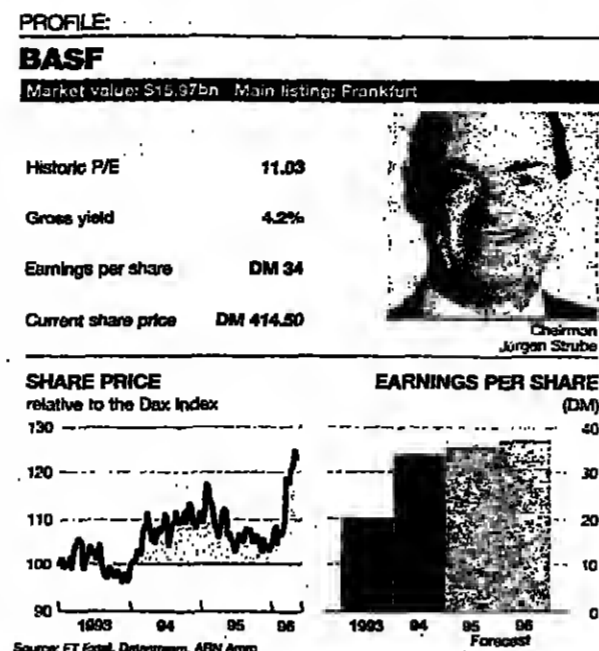 PROFILE:
BASF
Market value: $15.97bn Main listing: Frankfurt
Historic P/E 11.03
Gross yield 4.2%
Earnings per share DM 34
Current share price DM 414.50
Chairman
Jürgen Strube
SHARE PRICE
relative to the Dax Index
130
120
110
100
90
1993 94 95 96
EARNINGS PER SHARE
(DM)
40
30
20
10
0
1993 94 95 96
Forecast
Source: FT Extel, Datastream, ABN Amro